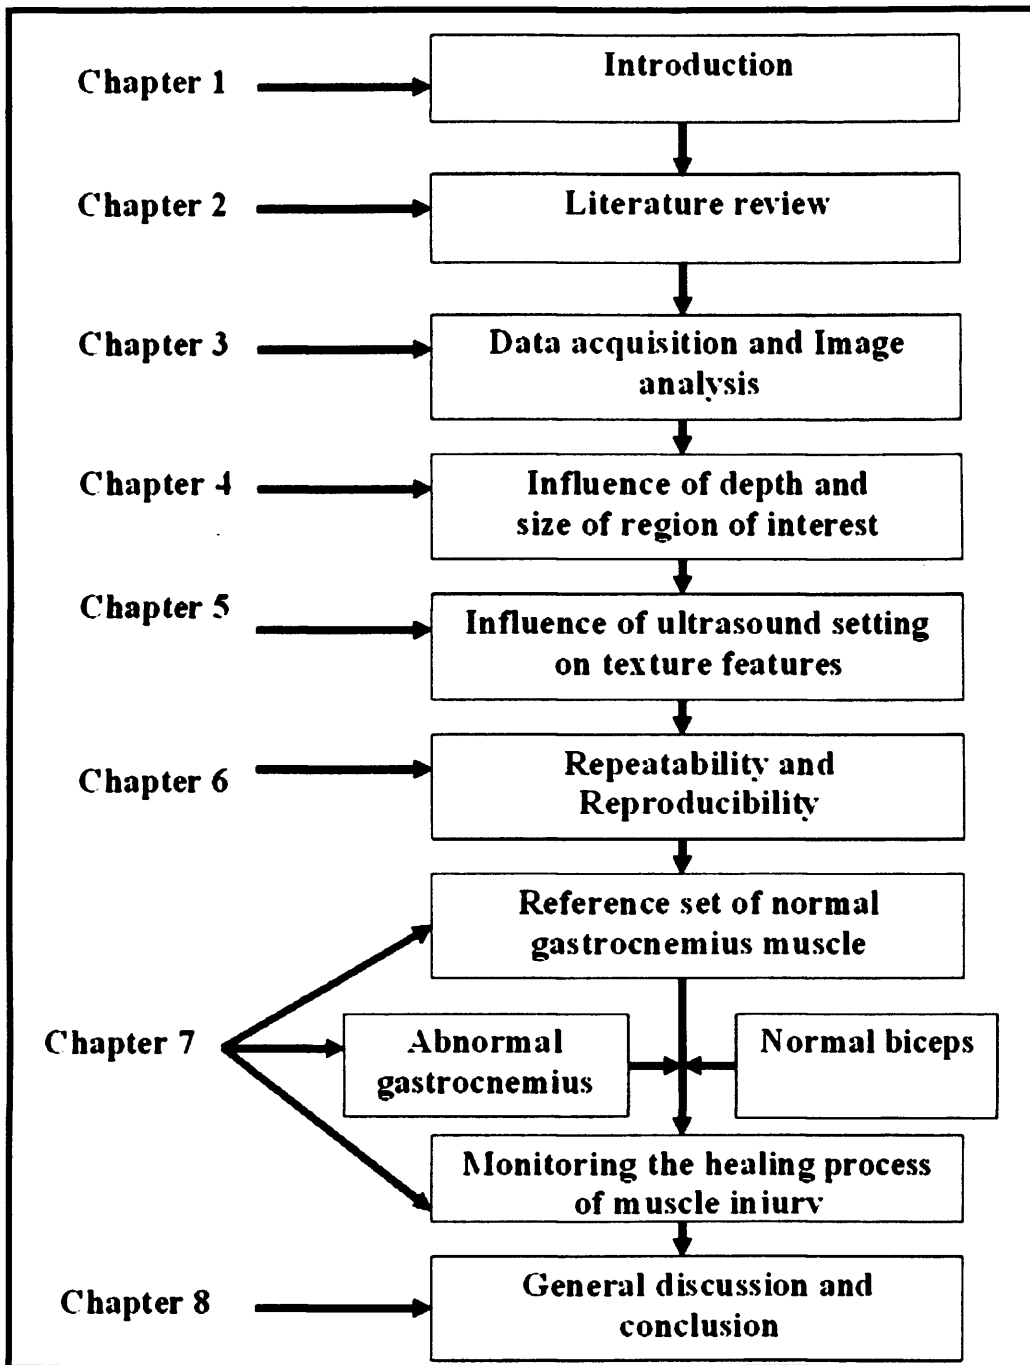 Chapter 1
Introduction
Chapter 2
Literature review
Chapter 3
Data acquisition and Image
analysis
Chapter 4
Influence of depth and
size of region of interest
Chapter 5
Influence of ultrasound setting
on texture features
Chapter 6
Repeatability and
Reproducibility
Reference set of normal
gastrocnemius muscle
Chapter 7
Abnormal
gastrocnemius
Normal biceps
Monitoring the healing process
of muscle injury
Chapter 8
General discussion and
conclusion